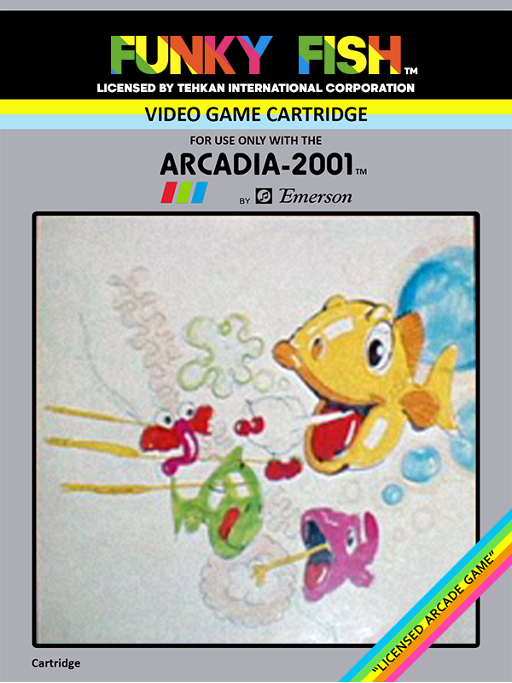 FUNKY FISH™
LICENSED BY TEHKAN INTERNATIONAL CORPORATION
VIDEO GAME CARTRIDGE
FOR USE ONLY WITH THE
ARCADIA-2001™
BY Emerson
"LICENSED ARCADE GAME"
Cartridge